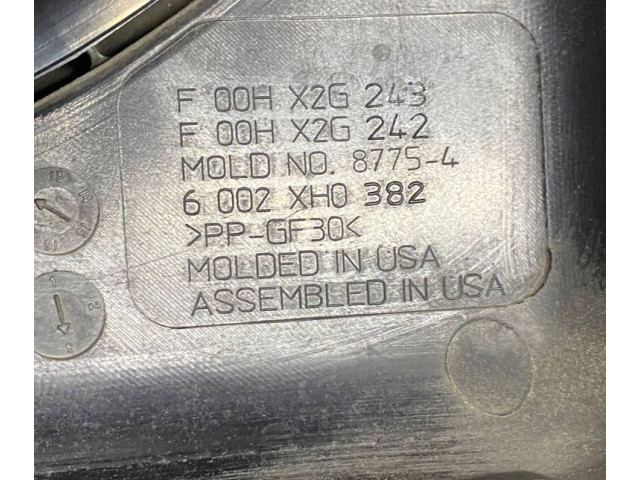 F 00H X2G 243
F 00H X2G 242
MOLD NO. 8775-4
6 002 XH0 382
>PP-GF30<
MOLDED IN USA
ASSEMBLED IN USA